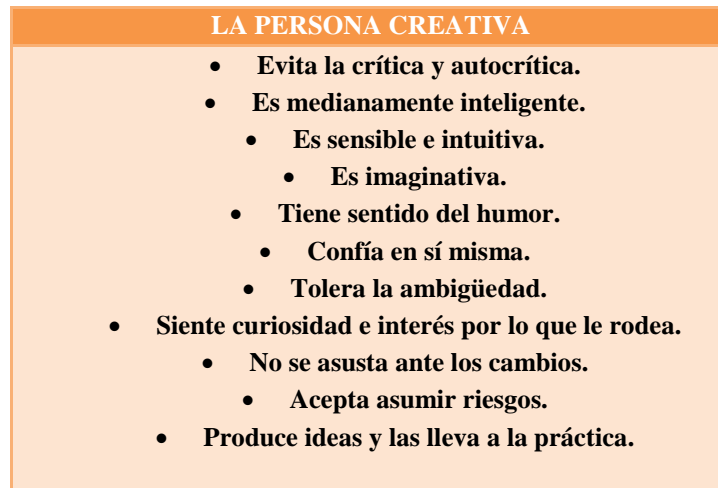 LA PERSONA CREATIVA
• Evita la crítica y autocrítica.
• Es medianamente inteligente.
• Es sensible e intuitiva.
• Es imaginativa.
• Tiene sentido del humor.
• Confía en sí misma.
• Tolera la ambigüedad.
• Siente curiosidad e interés por lo que le rodea.
• No se asusta ante los cambios.
• Acepta asumir riesgos.
• Produce ideas y las lleva a la práctica.